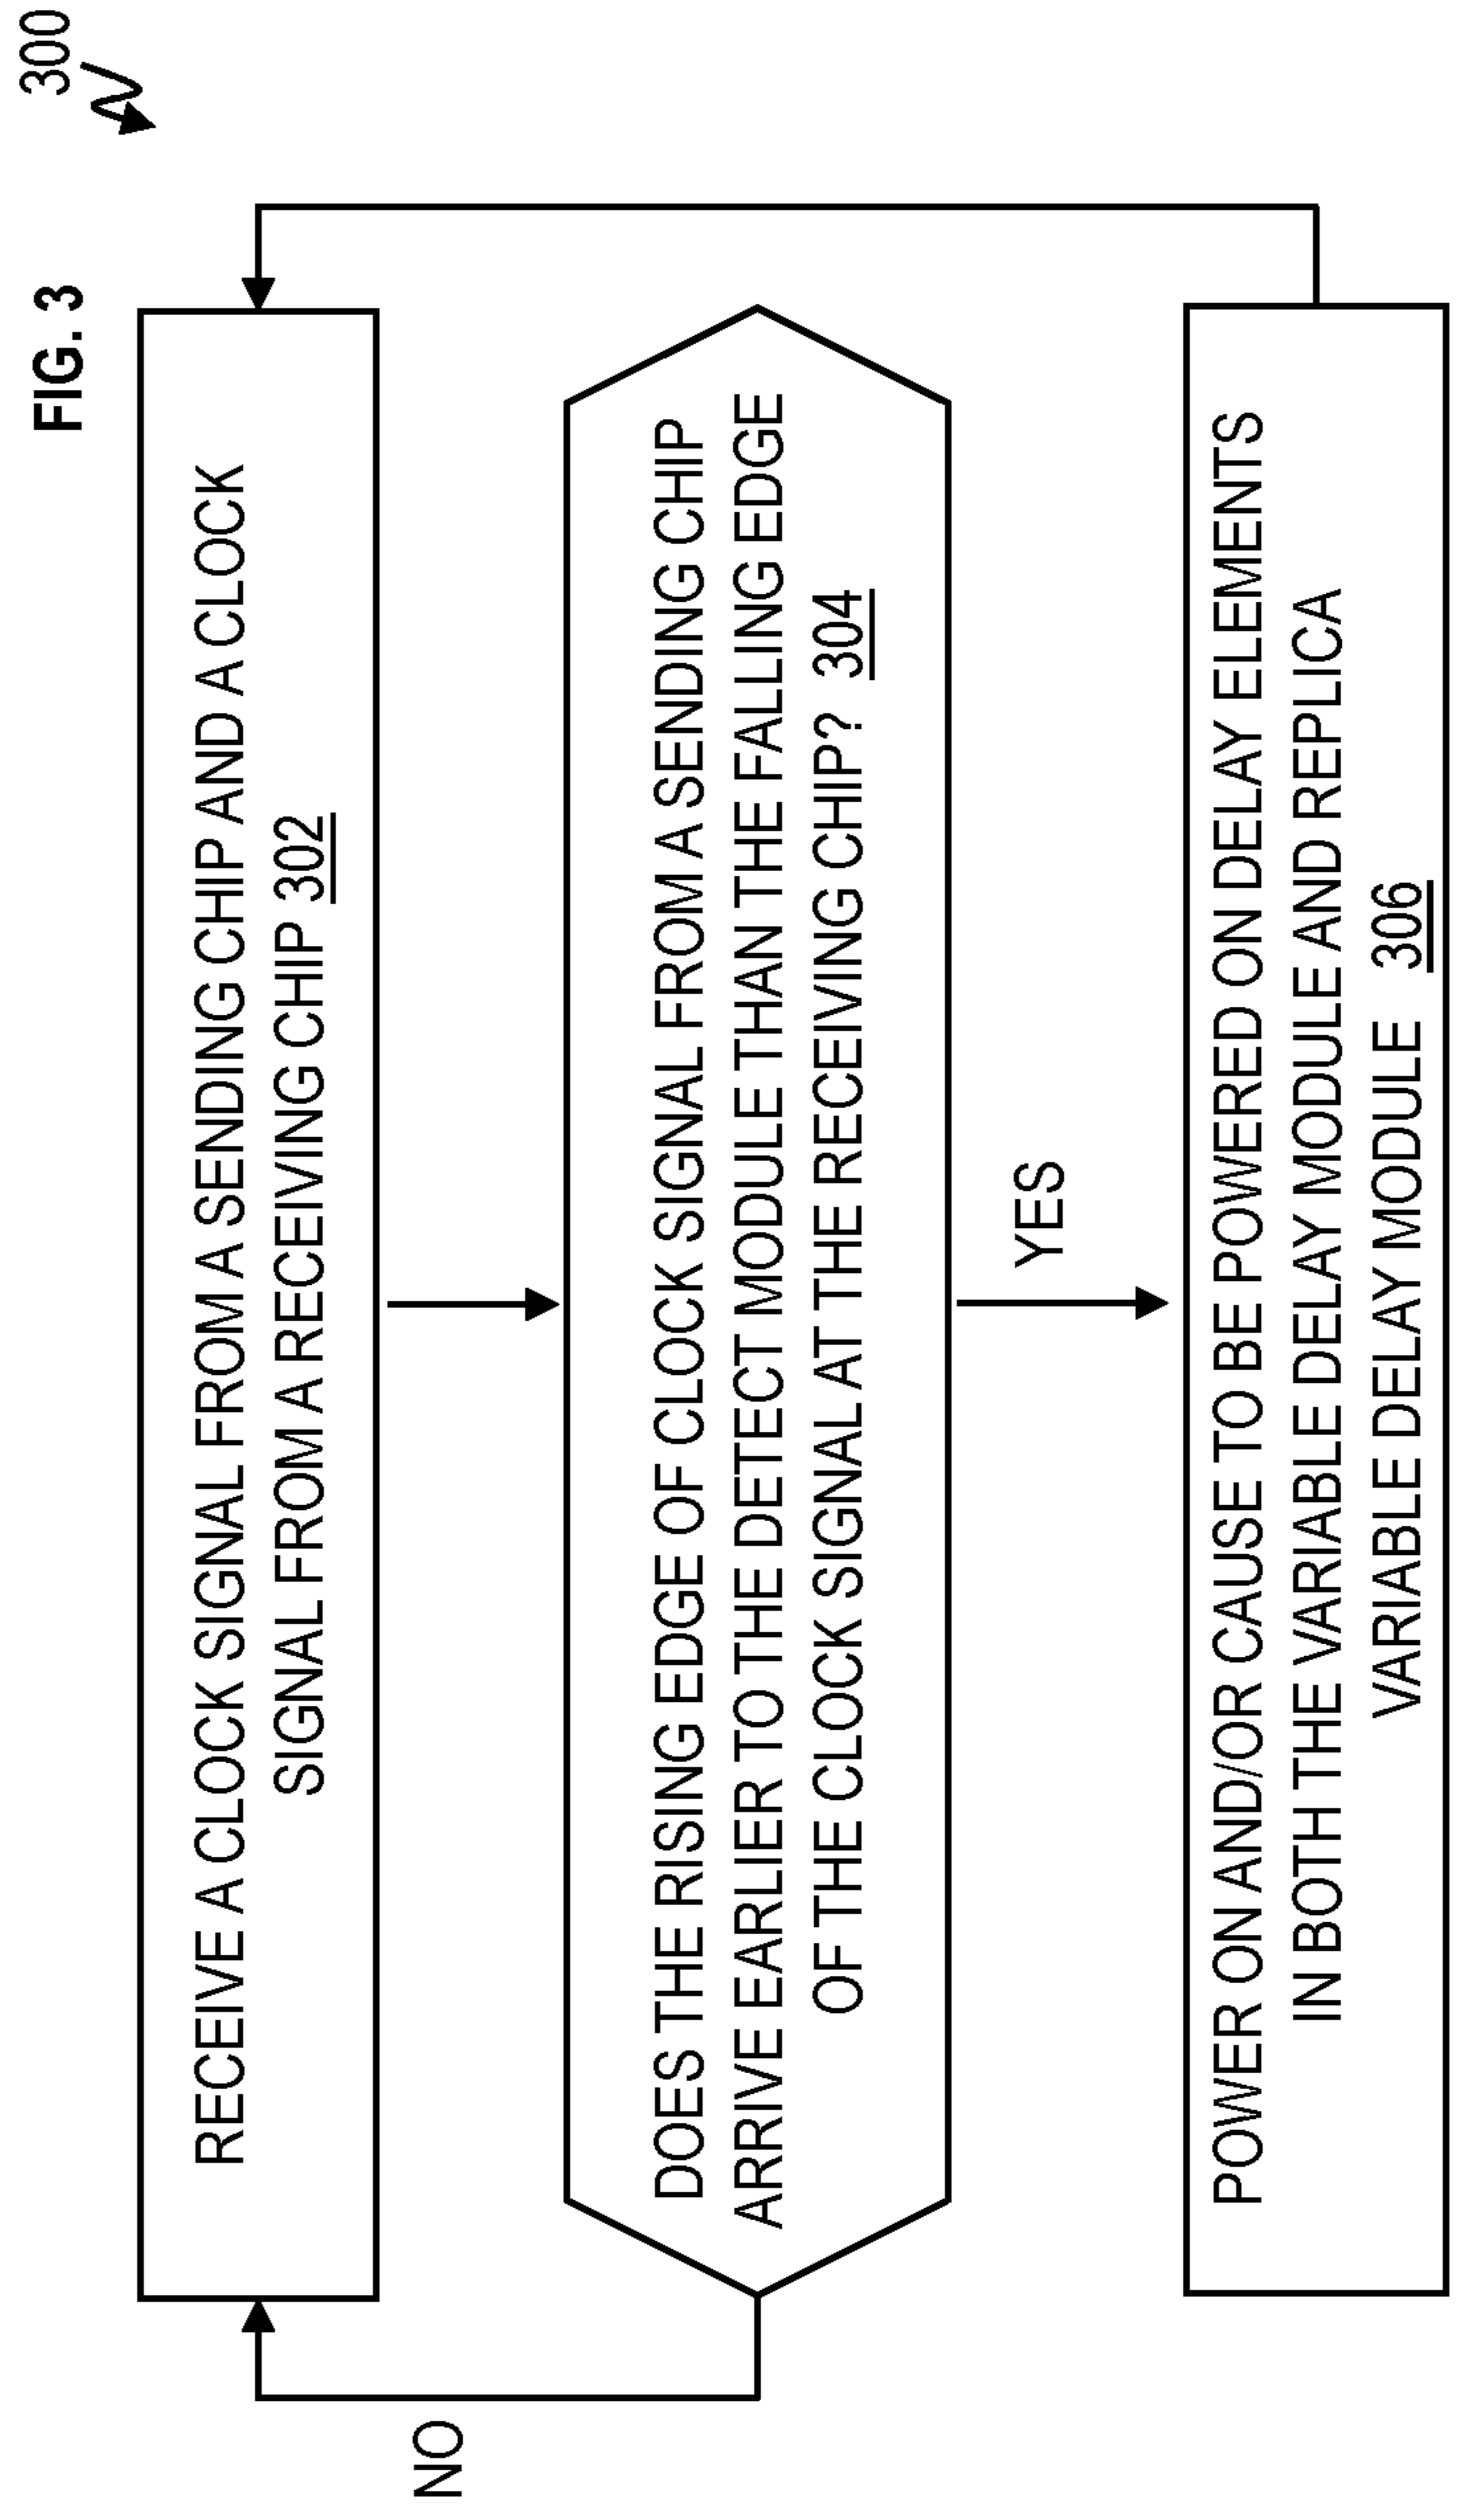 FIG. 3
300
RECEIVE A CLOCK SIGNAL FROM A SENDING CHIP AND A CLOCK
SIGNAL FROM A RECEIVING CHIP 302
NO
DOES THE RISING EDGE OF CLOCK SIGNAL FROM A SENDING CHIP
ARRIVE EARLIER TO THE DETECT MODULE THAN THE FALLING EDGE
OF THE CLOCK SIGNAL AT THE RECEIVING CHIP? 304
YES
POWER ON AND/OR CAUSE TO BE POWERED ON DELAY ELEMENTS
IN BOTH THE VARIABLE DELAY MODULE AND REPLICA
VARIABLE DELAY MODULE 306